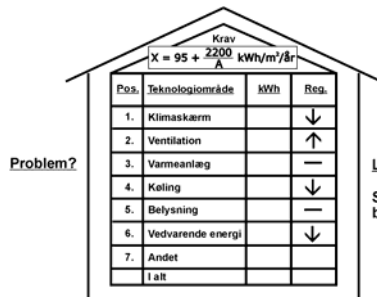 Krav
X = 95 + 2200/A kWh/m²/år
Pos. Teknologiområde kWh Reg.
1. Klimaskærm ↓
2. Ventilation ↑
Problem?
3. Varmeanlæg —
4. Køling ↓
5. Belysning —
6. Vedvarende energi ↓
7. Andet
I alt